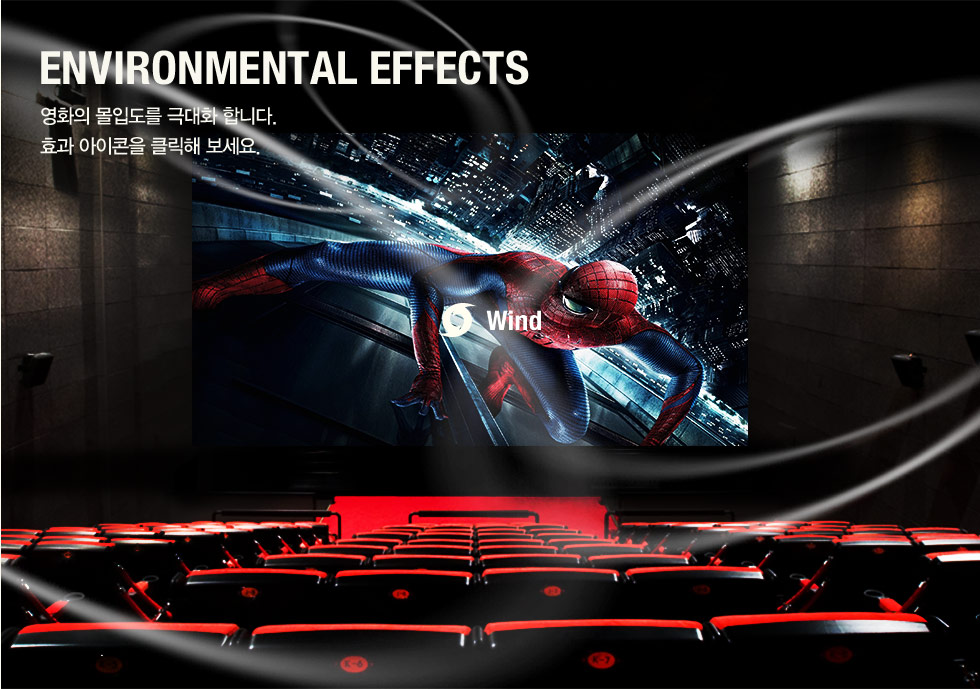 ENVIRONMENTAL EFFECTS
영화의 몰입도를 극대화 합니다.
효과 아이콘을 클릭해 보세요.
Wind